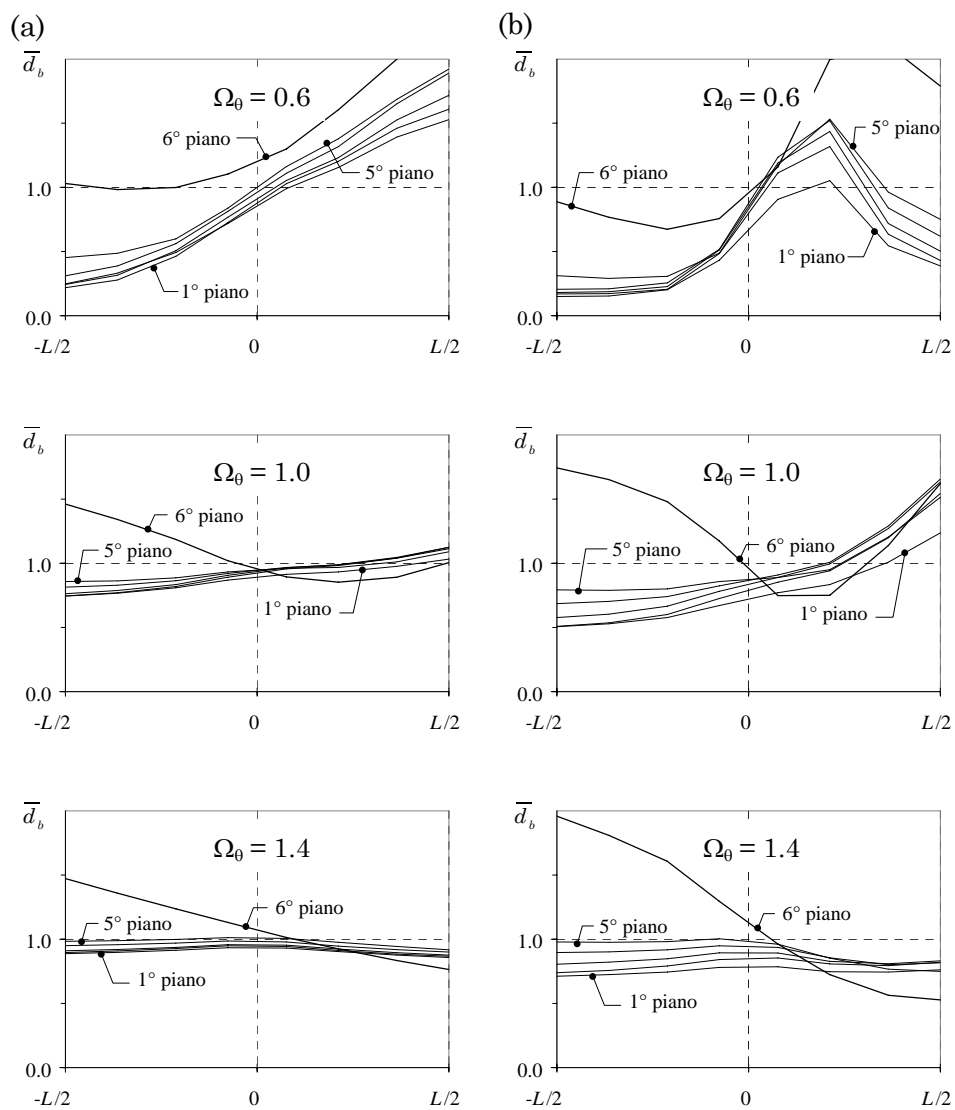 (a)
(b)
d̅_b
Ω_θ = 0.6
6° piano
5° piano
1.0
1° piano
0.0
-L/2
0
L/2
d̅_b
Ω_θ = 0.6
5° piano
6° piano
1.0
1° piano
0.0
-L/2
0
L/2
d̅_b
Ω_θ = 1.0
6° piano
5° piano
1.0
1° piano
0.0
-L/2
0
L/2
d̅_b
Ω_θ = 1.0
6° piano
5° piano
1.0
1° piano
0.0
-L/2
0
L/2
d̅_b
Ω_θ = 1.4
6° piano
5° piano
1.0
1° piano
0.0
-L/2
0
L/2
d̅_b
Ω_θ = 1.4
6° piano
5° piano
1.0
1° piano
0.0
-L/2
0
L/2